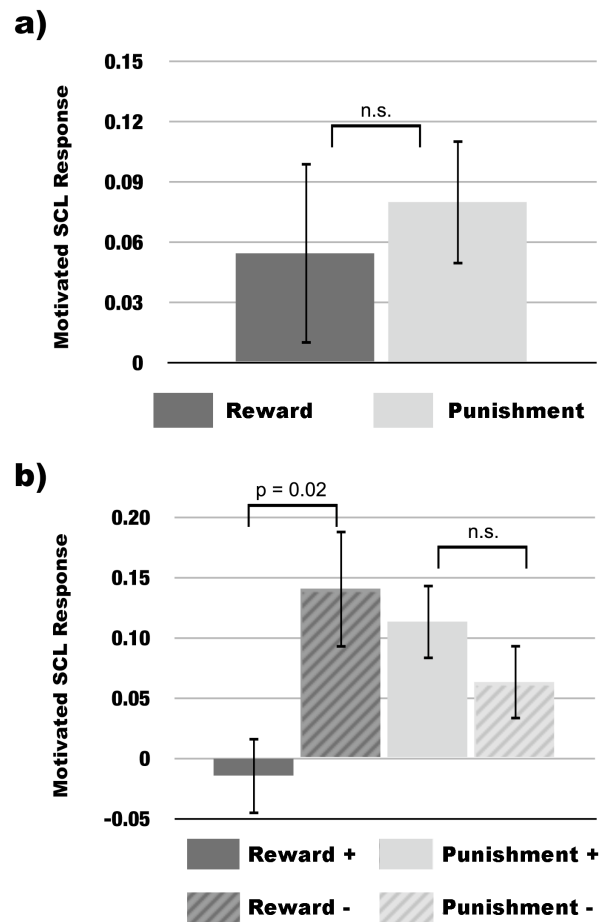 a)
Motivated SCL Response
0.15
0.12
0.09
0.06
0.03
0
n.s.
Reward
Punishment
b)
Motivated SCL Response
p = 0.02
n.s.
0.20
0.15
0.10
0.05
0
-0.05
Reward +
Punishment +
Reward -
Punishment -